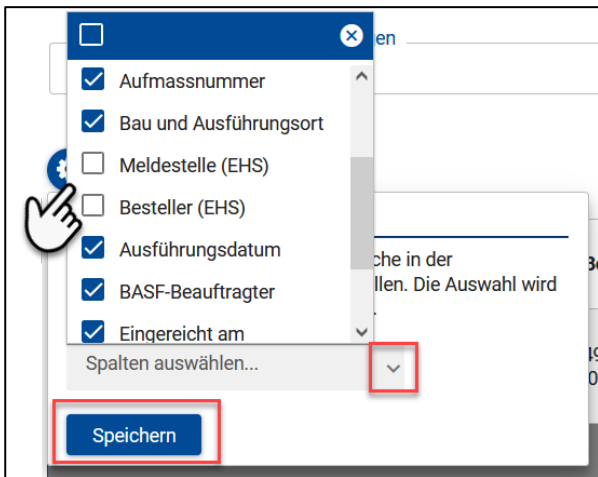 en
Aufmassnummer
Bau und Ausführungsort
Meldestelle (EHS)
Besteller (EHS)
Ausführungsdatum
che in der
BASF-Beauftragter
llen. Die Auswahl wird
Eingereicht am
Spalten auswählen...
Speichern